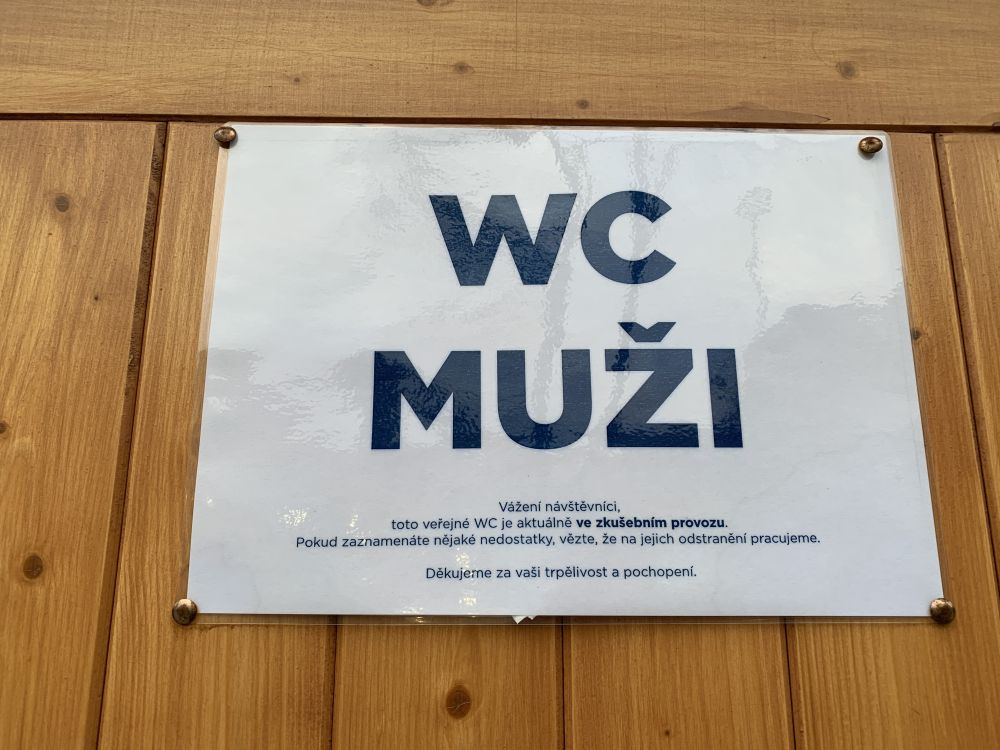 WC
MUŽI
Vážení návštěvníci,
toto veřejné WC je aktuálně ve zkušebním provozu.
Pokud zaznamenáte nějaké nedostatky, vězte, že na jejich odstranění pracujeme.
Děkujeme za vaši trpělivost a pochopení.